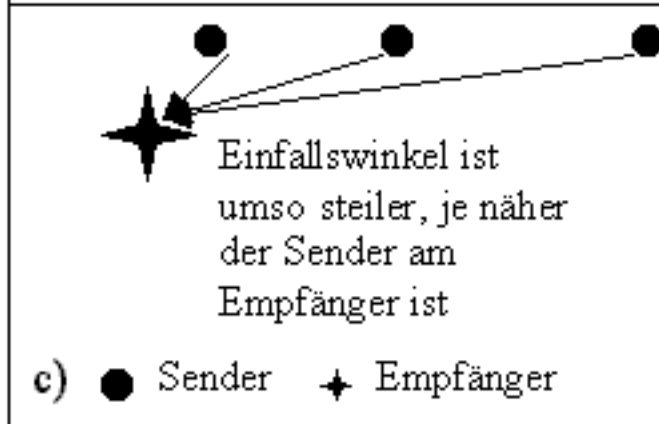 Einfallswinkel ist
umso steiler, je näher
der Sender am
Empfänger ist
c) Sender Empfänger